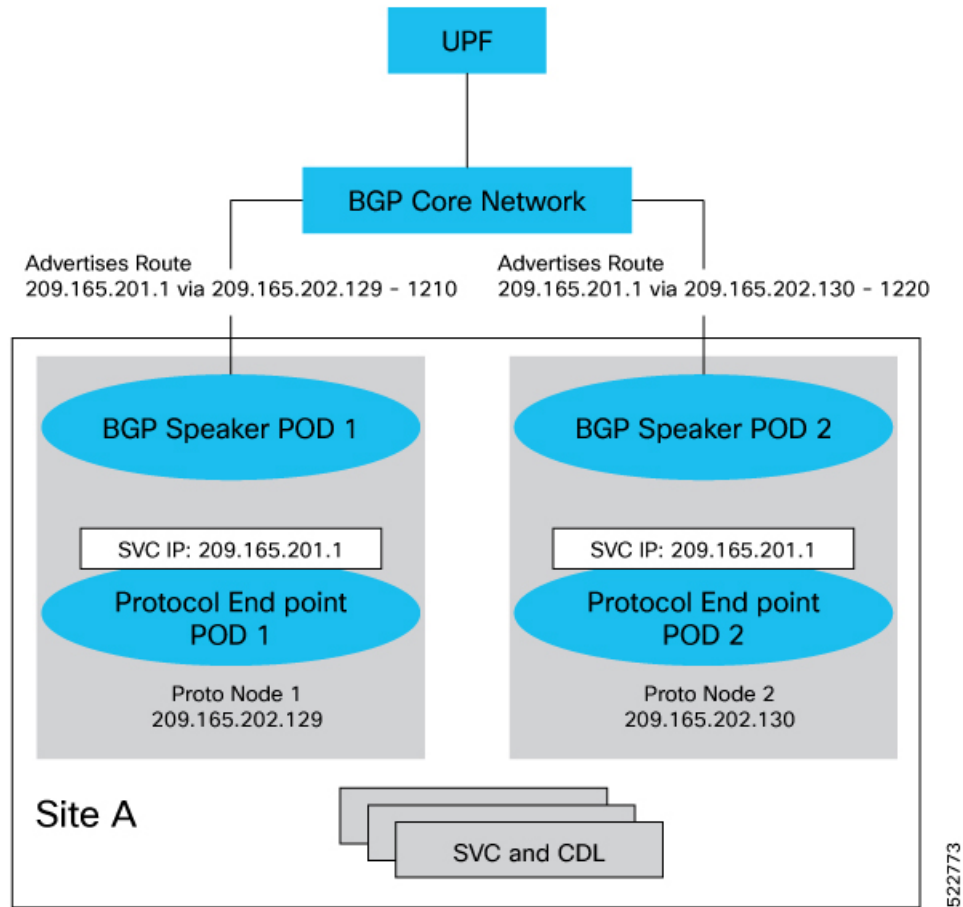 UPF
BGP Core Network
Advertises Route
209.165.201.1 via 209.165.202.129 - 1210
Advertises Route
209.165.201.1 via 209.165.202.130 - 1220
BGP Speaker POD 1
SVC IP: 209.165.201.1
Protocol End point
POD 1
Proto Node 1
209.165.202.129
BGP Speaker POD 2
SVC IP: 209.165.201.1
Protocol End point
POD 2
Proto Node 2
209.165.202.130
Site A
SVC and CDL
522773